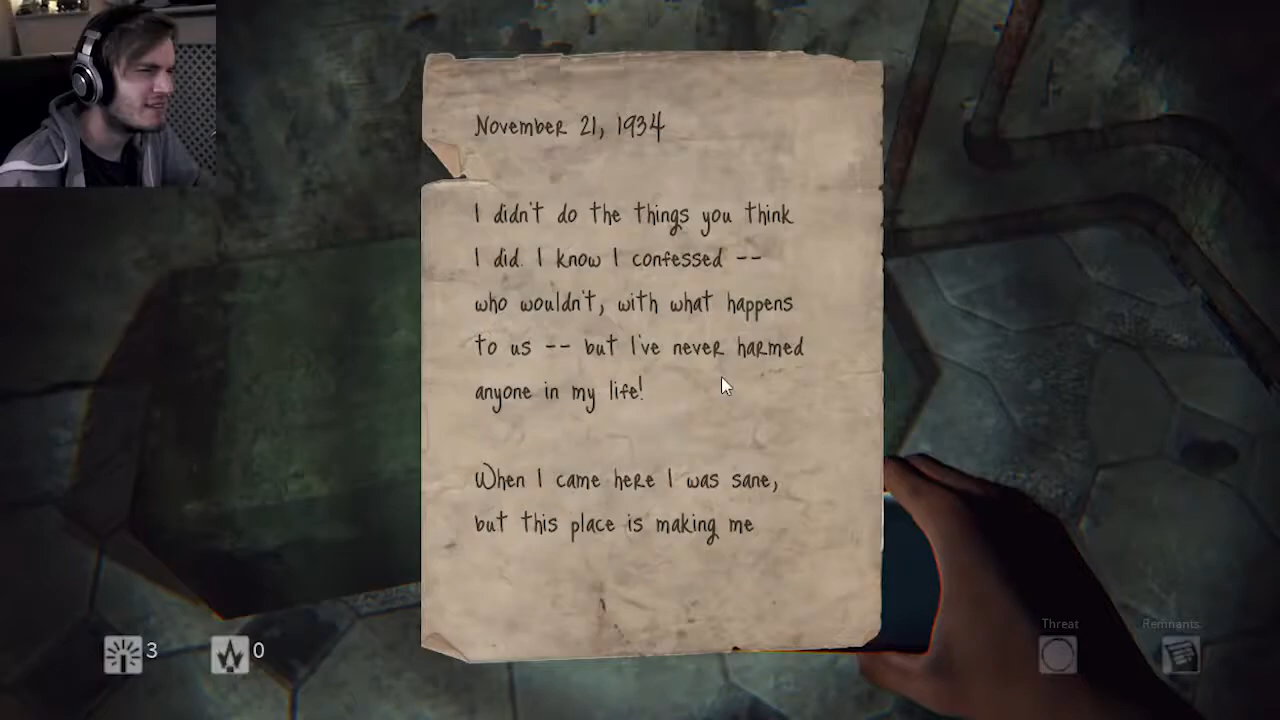 November 21, 1934
I didn't do the things you think
I did. I know I confessed --
who wouldn't, with what happens
to us -- but I've never harmed
anyone in my life!
When I came here I was sane,
but this place is making me
3
0
Threat
Remnants